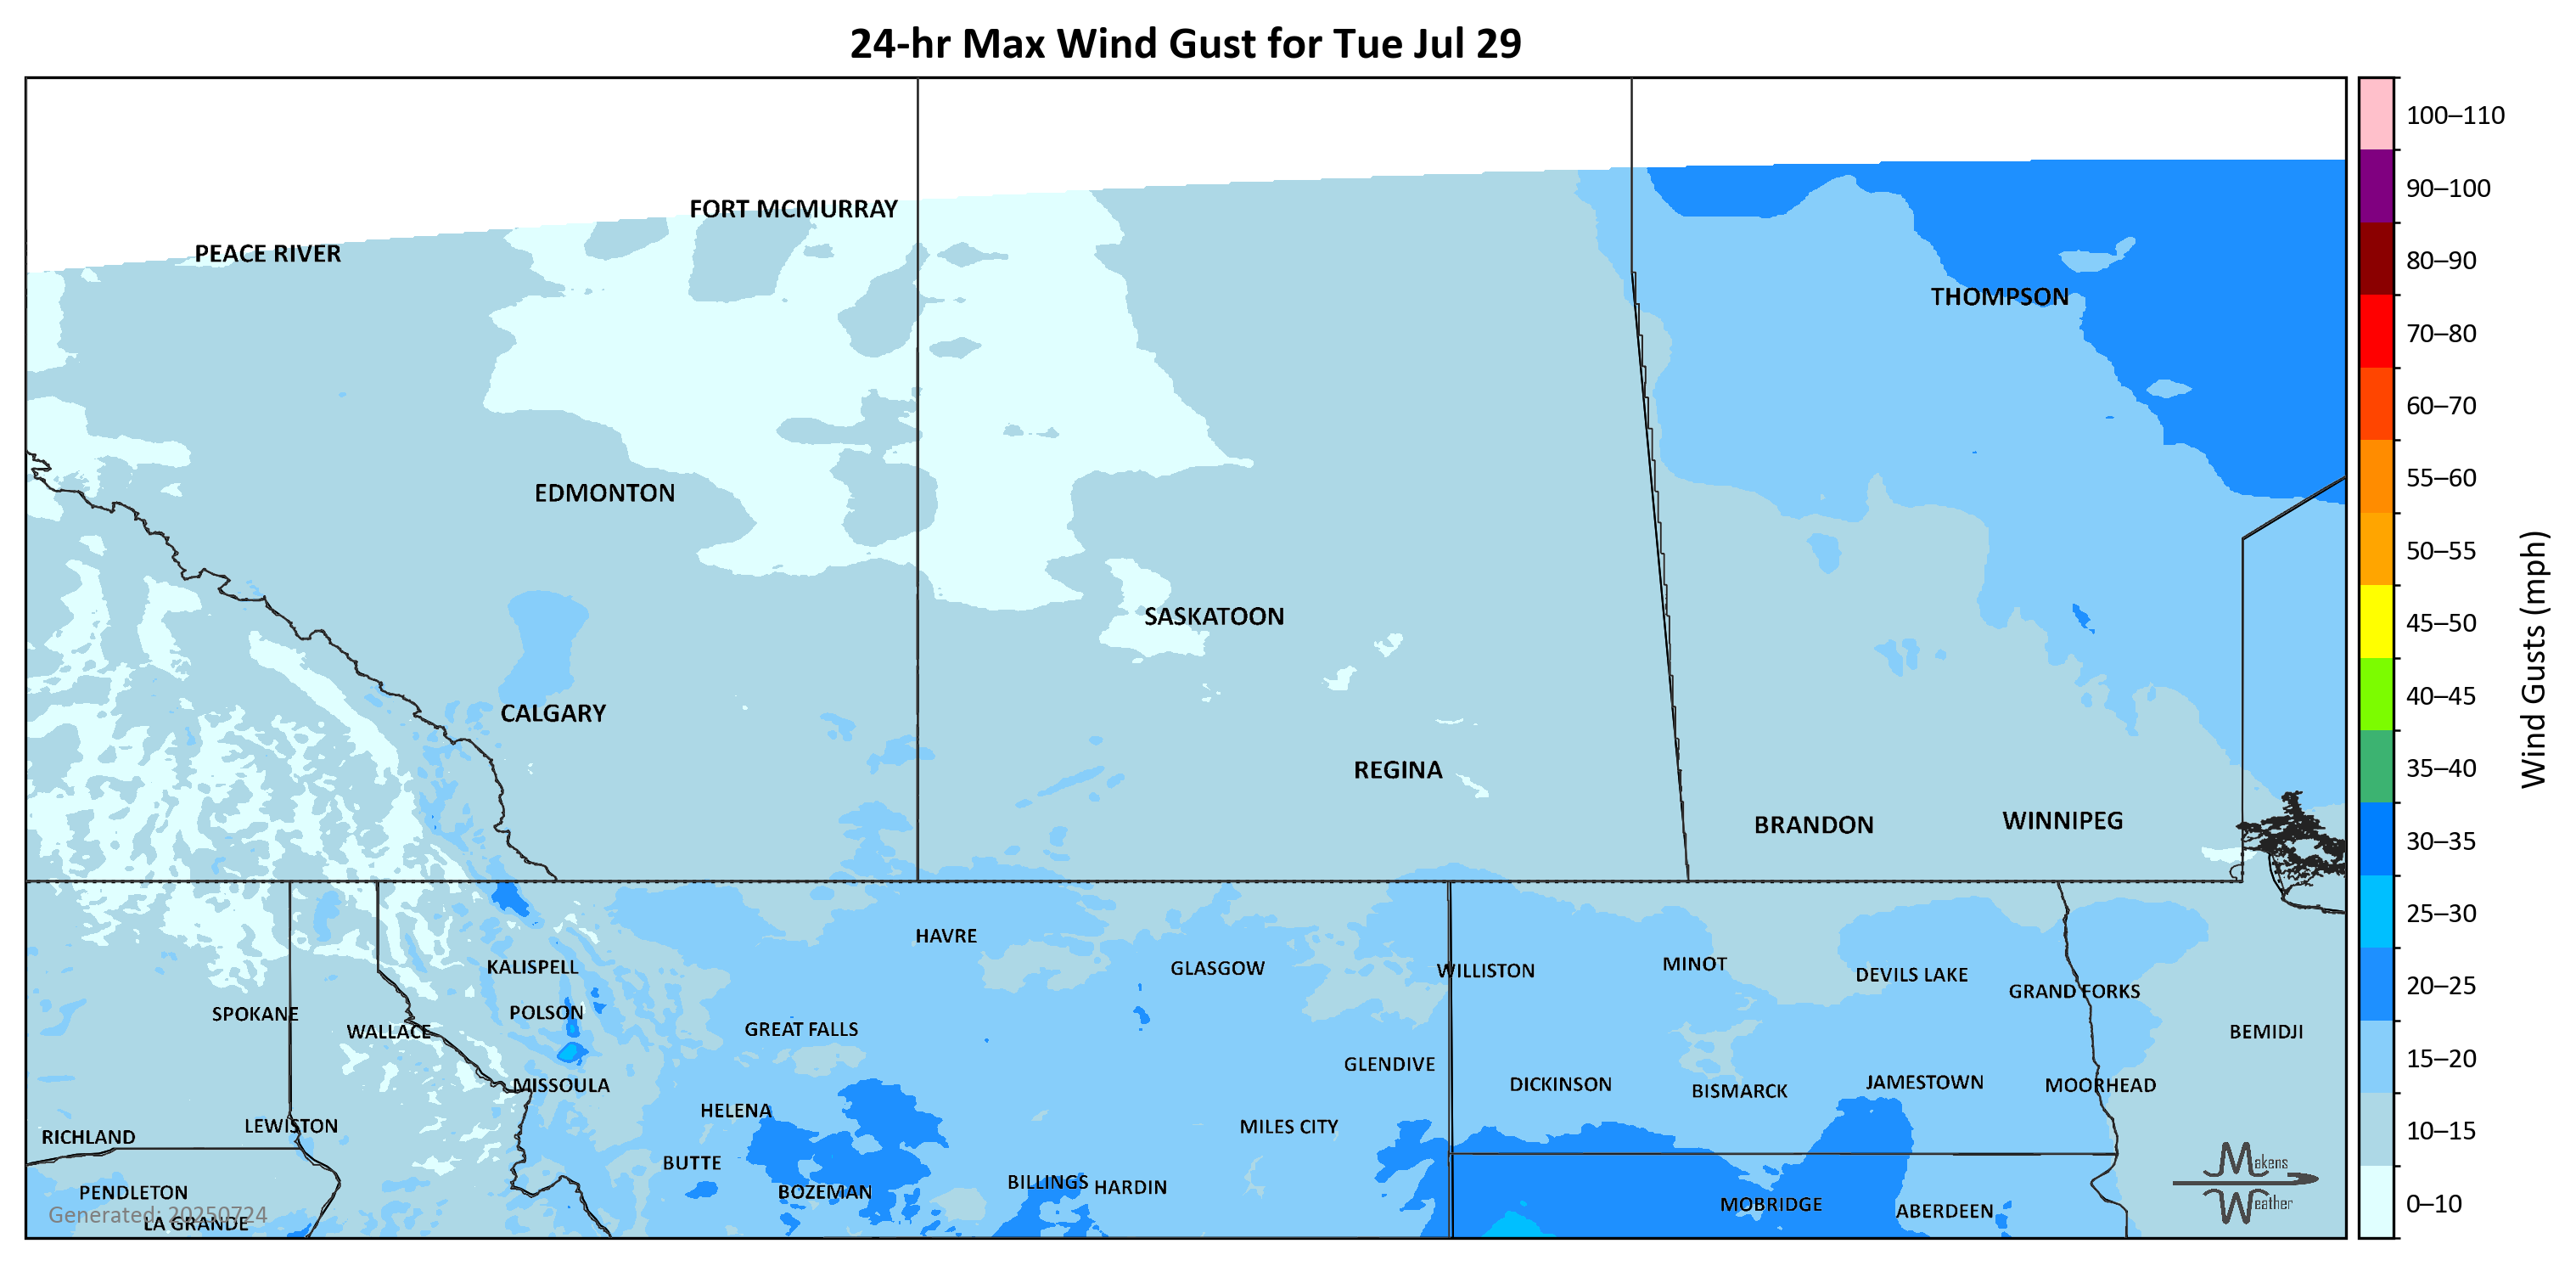 24-hr Max Wind Gust for Tue Jul 29
FORT MCMURRAY
PEACE RIVER
THOMPSON
EDMONTON
SASKATOON
CALGARY
REGINA
BRANDON
WINNIPEG
HAVRE
KALISPELL
GLASGOW
WILLISTON
MINOT
DEVILS LAKE
GRAND FORKS
SPOKANE
POLSON
WALLACE
GREAT FALLS
BEMIDJI
GLENDIVE
MISSOULA
DICKINSON
BISMARCK
JAMESTOWN
MOORHEAD
HELENA
LEWISTON
MILES CITY
RICHLAND
BUTTE
BILLINGS
HARDIN
PENDLETON
BOZEMAN
MOBRIDGE
ABERDEEN
Generated: 20250724
LA GRANDE
Makens
Weather
100–110
90–100
80–90
70–80
60–70
55–60
50–55
45–50
40–45
35–40
30–35
25–30
20–25
15–20
10–15
0–10
Wind Gusts (mph)